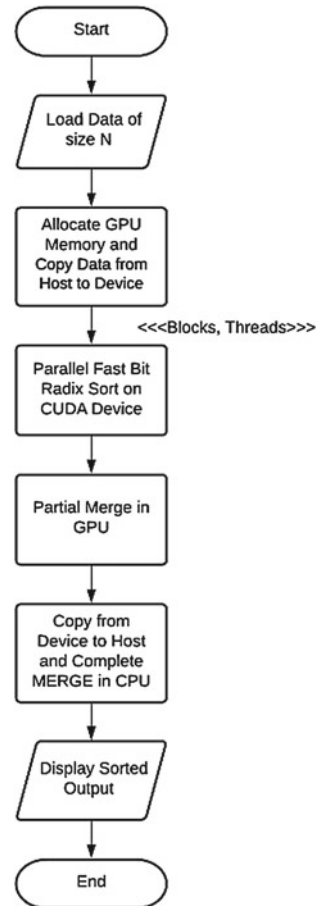 Start
Load Data of
size N
Allocate GPU
Memory and
Copy Data from
Host to Device
<<<Blocks, Threads>>>
Parallel Fast Bit
Radix Sort on
CUDA Device
Partial Merge in
GPU
Copy from
Device to Host
and Complete
MERGE in CPU
Display Sorted
Output
End